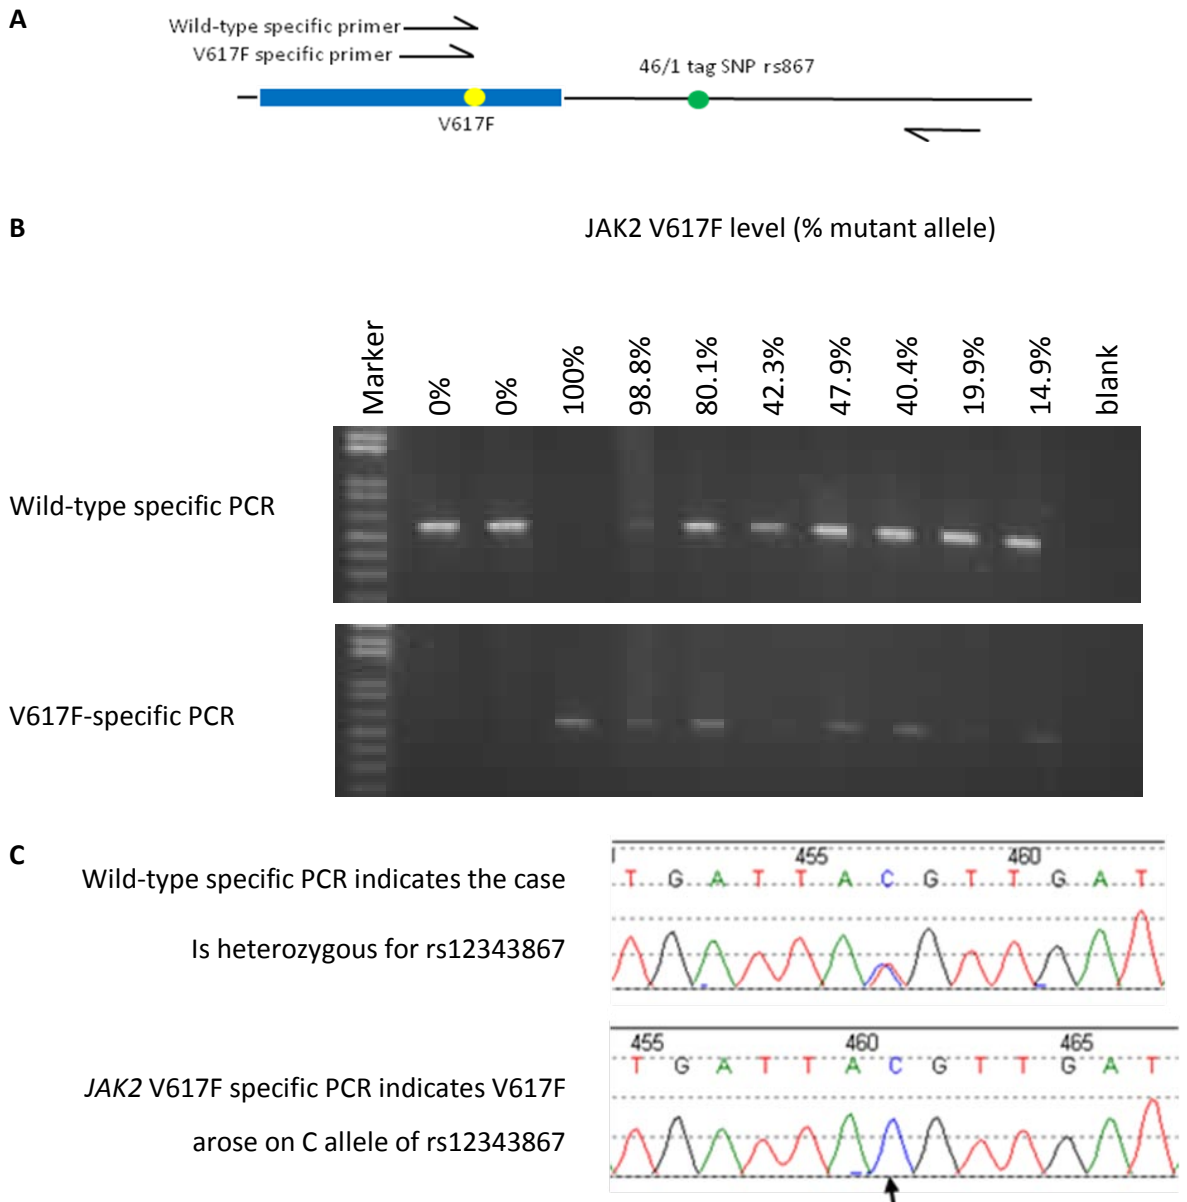 A
Wild-type specific primer
V617F specific primer
46/1 tag SNP rs867
V617F
B
JAK2 V617F level (% mutant allele)
Marker
0%
0%
100%
98.8%
80.1%
42.3%
47.9%
40.4%
19.9%
14.9%
blank
Wild-type specific PCR
V617F-specific PCR
C
Wild-type specific PCR indicates the case
Is heterozygous for rs12343867
455 460
T G A T T A C G T T G A T
JAK2 V617F specific PCR indicates V617F
arose on C allele of rs12343867
455 460 465
T G A T T A C G T T G A T